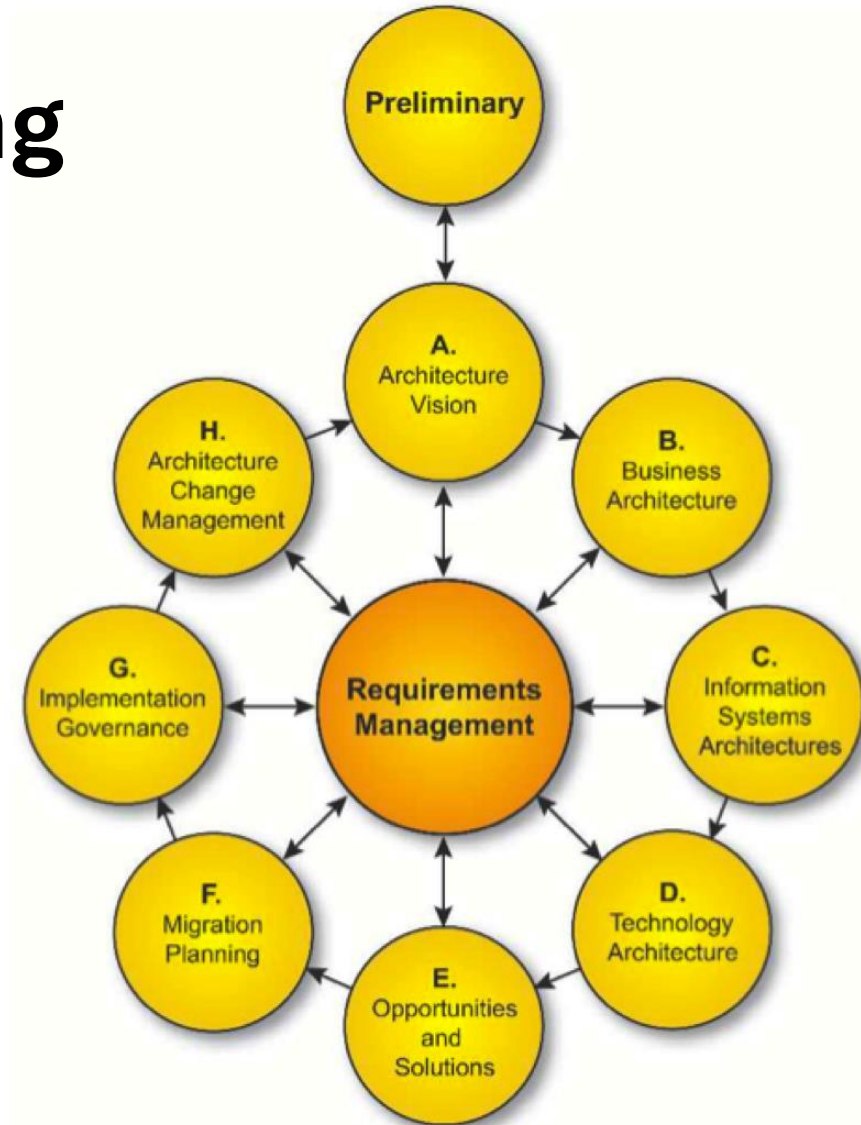 ng
Preliminary
A.
Architecture
Vision
B.
Business
Architecture
C.
Information
Systems
Architectures
D.
Technology
Architecture
E.
Opportunities
and
Solutions
F.
Migration
Planning
G.
Implementation
Governance
H.
Architecture
Change
Management
Requirements
Management